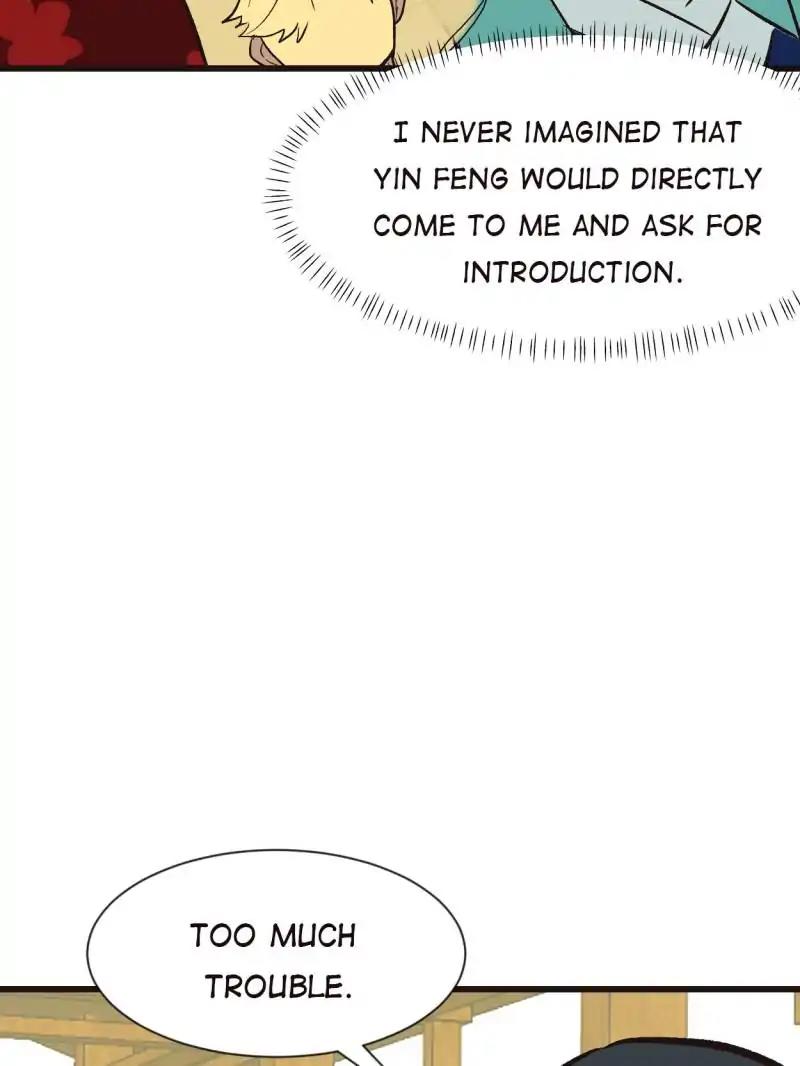 I NEVER IMAGINED THAT
YIN FENG WOULD DIRECTLY
COME TO ME AND ASK FOR
INTRODUCTION.
TOO MUCH
TROUBLE.